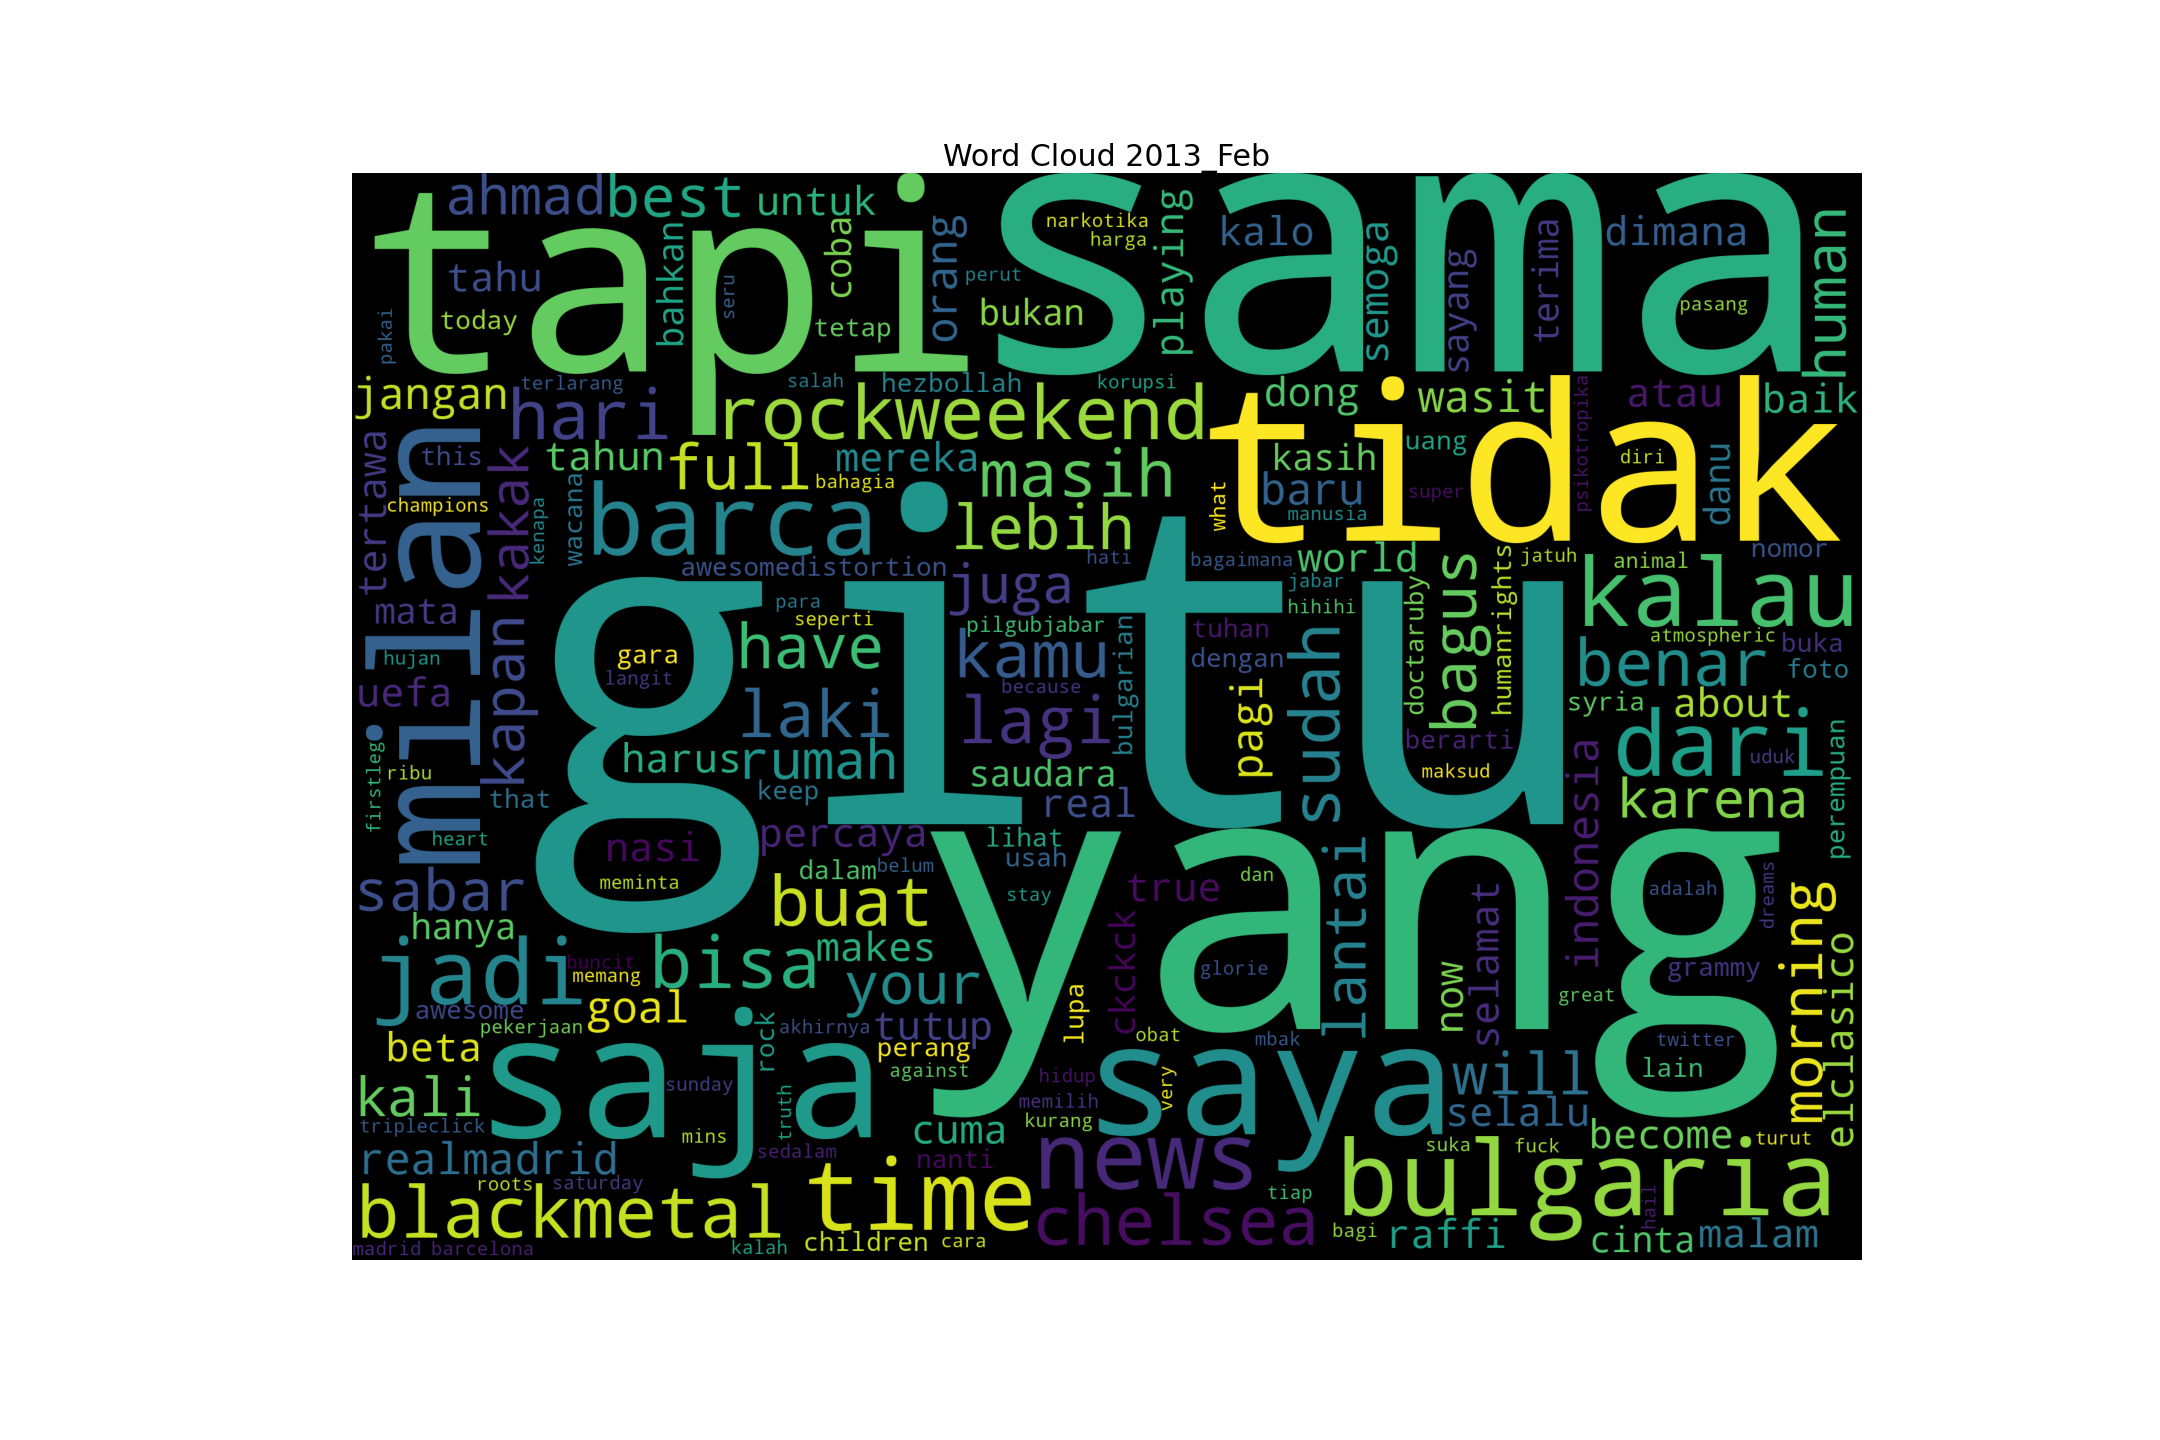 Word Cloud 2013_Feb
tapi
sama
ahmad
best
untuk
coba
orang
narkotika
harga
playing
kalo
semoga
sayang
terima
dimana
human
tahu
bahkan
seru
perut
pasang
today
tetap
bukan
pakai
jangan
terlarang
hari
rockweekend
salah
hezbollah
korupsi
dong
wasit
psikotropika
atau
baik
tidak
tertawa
this
kakak
tahun
full
mereka
masih
kasih
uang
diri
danu
champions
bahagia
baru
super
what
manusia
milan
kenapa
wacana
barca
lebih
awesomedistortion
hati
bagaimana
world
jatuh
animal
nomor
juga
jabar
bagus
humanrights
kalau
mata
para
seperti
pilgubjabar
hihihi
doctaruby
gitu
have
kamu
bulgarian
tuhan
dengan
sudah
atmospheric
buka
hujan
gara
langit
benar
foto
uefa
kapan
laki
because
lagi
pagi
syria
about
firstleg
harus
rumah
berarti
dari
uduk
perempuan
ribu
saudara
maksud
that
keep
real
indonesia
karena
heart
nasi
percaya
lihat
usah
lantai
yang
sabar
meminta
dalam
belum
stay
true
dan
adalah
dreams
buat
hanya
selamat
morning
jadi
buncit
memang
bisa
makes
your
ckckck
glorie
now
grammy
elclasico
awesome
goal
lupa
great
pekerjaan
rock
akhirnya
tutup
obat
mbak
twitter
beta
saja
perang
against
saya
lain
kali
sunday
truth
hidup
memilih
very
will
selalu
tripleclick
mins
cuma
kurang
become
turut
realmadrid
sedalam
nanti
news
suka
fuck
bulgaria
roots
saturday
blackmetal
time
chelsea
tiap
hail
bagi
raffi
cinta
malam
madrid
barcelona
kalah
children
cara